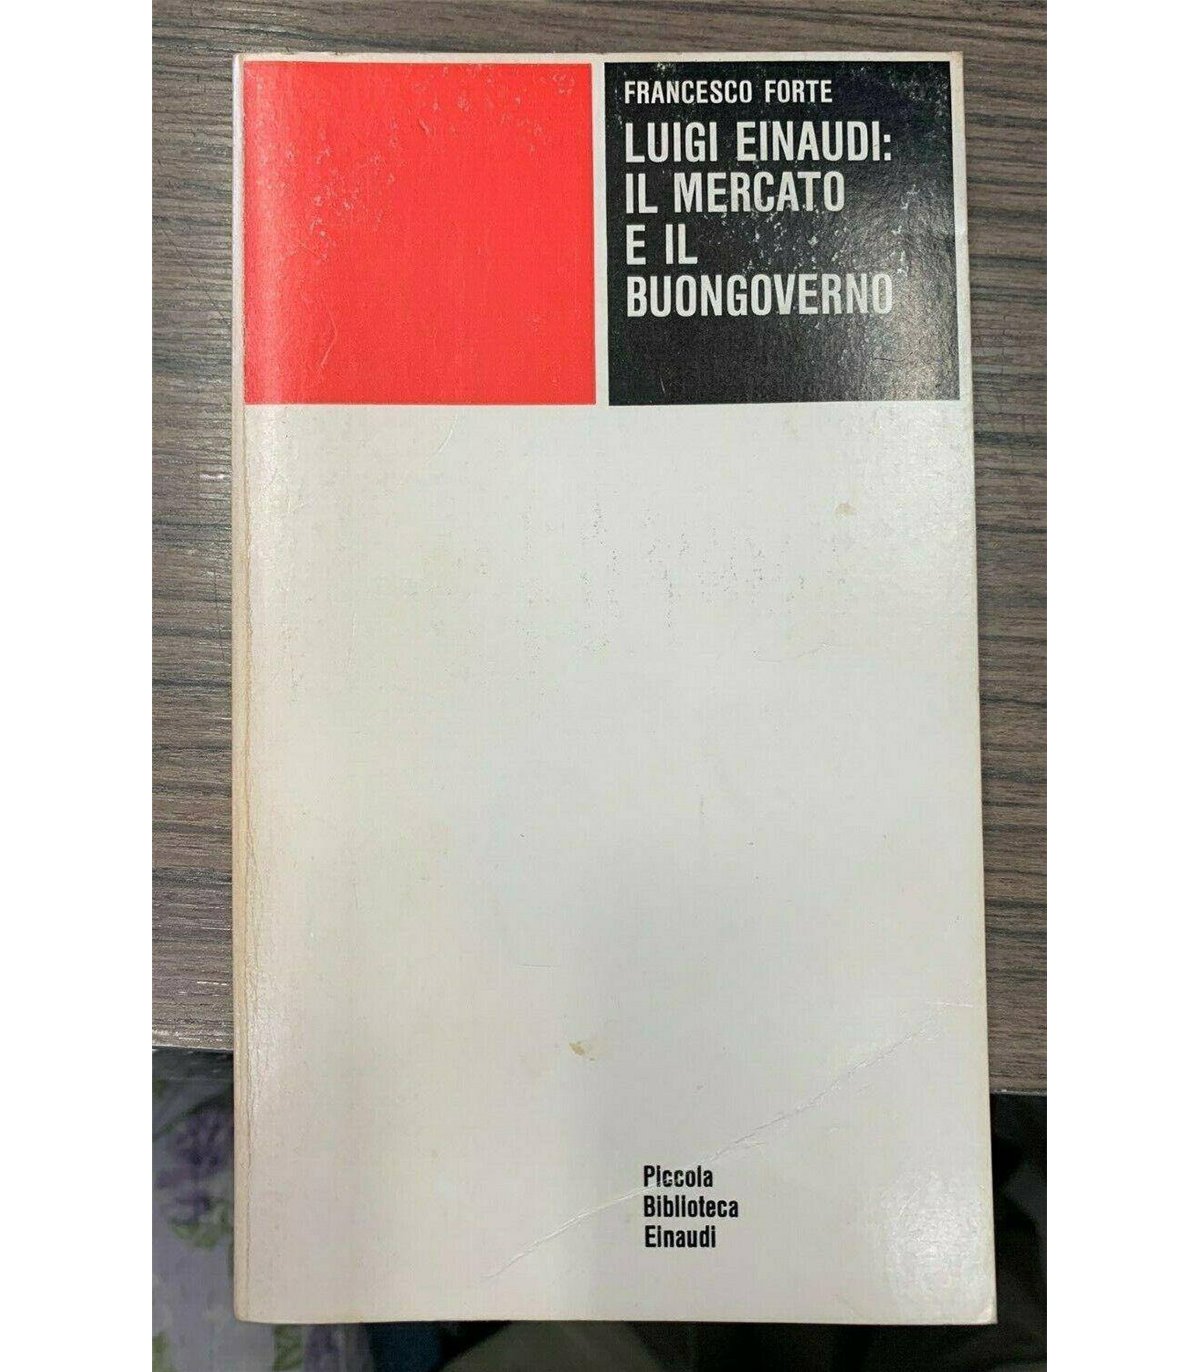 FRANCESCO FORTE
LUIGI EINAUDI:
IL MERCATO
E IL
BUONGOVERNO
Piccola
Biblioteca
Einaudi